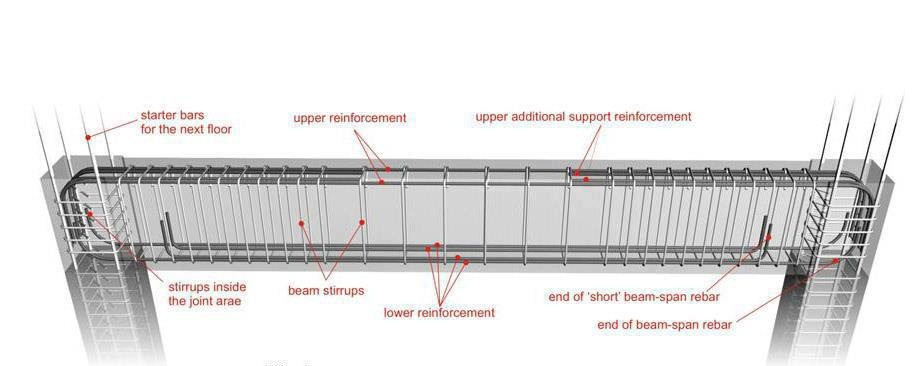 starter bars
for the next floor
upper reinforcement
upper additional support reinforcement
stirrups inside
the joint arae
beam stirrups
lower reinforcement
end of ‘short’ beam-span rebar
end of beam-span rebar